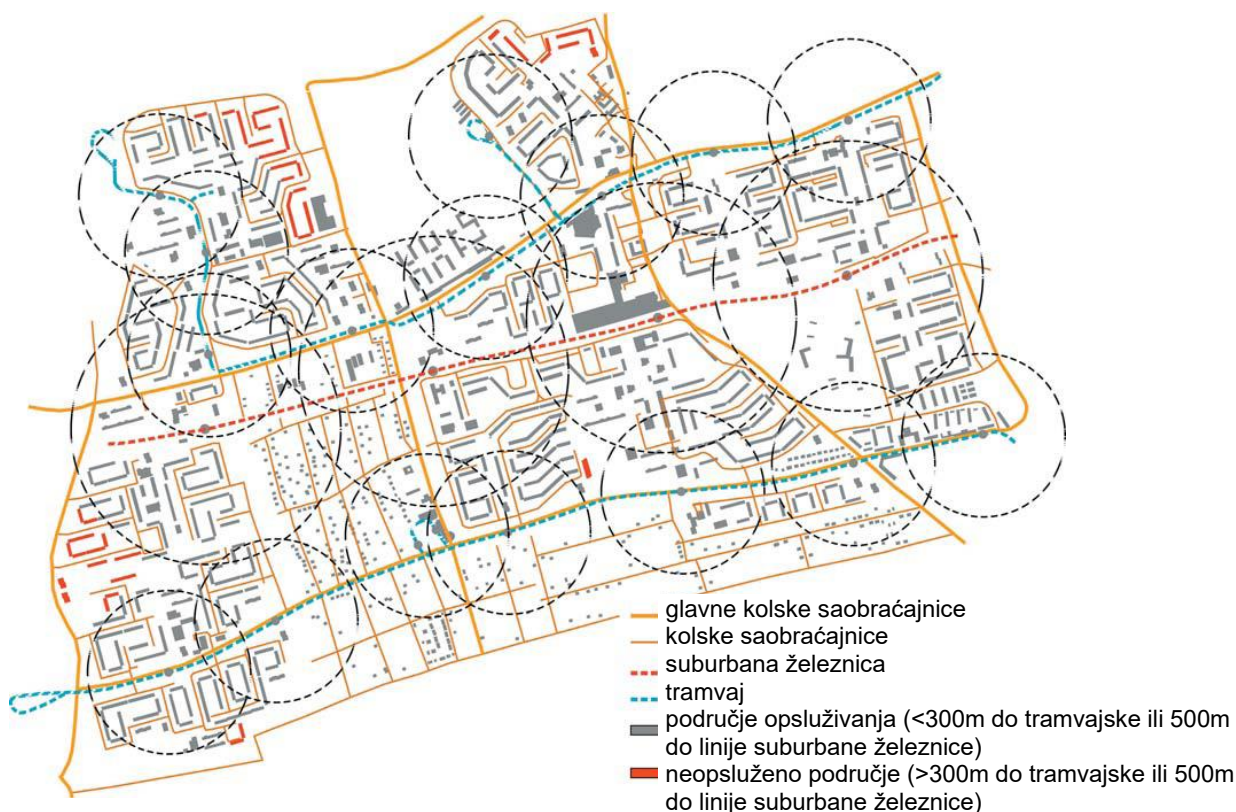 glavne kolske saobraćajnice
kolske saobraćajnice
suburbana železnica
tramvaj
područje opsluživanja (<300m do tramvajske ili 500m
do linije suburbane železnice)
neopsluženo područje (>300m do tramvajske ili 500m
do linije suburbane železnice)